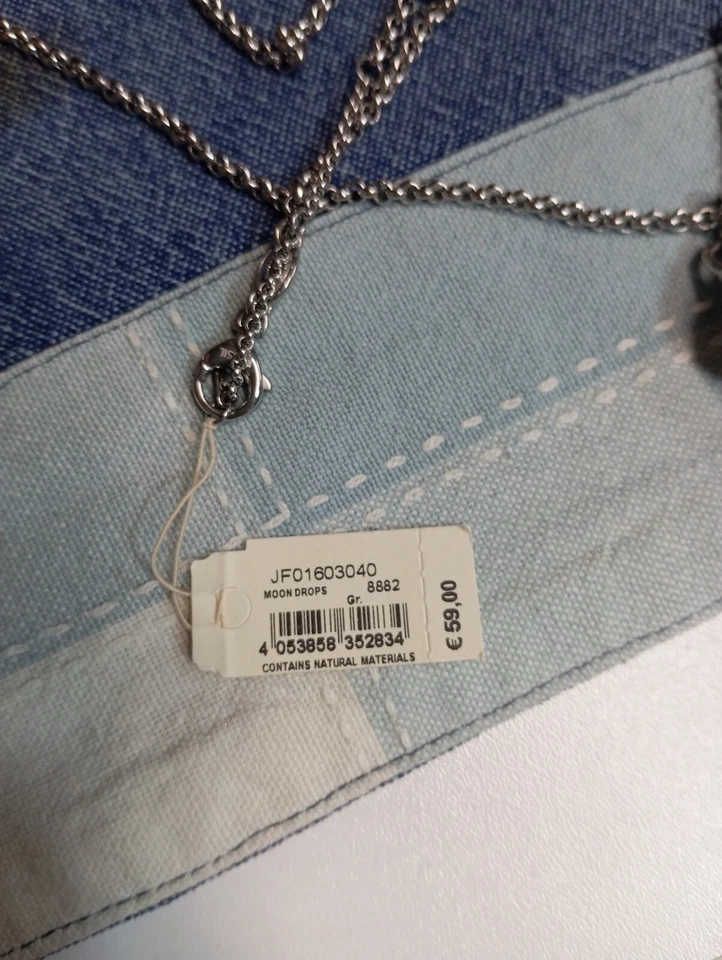 JF01603040
MOON DROPS 8882
Gr.
4 053858 352834
CONTAINS NATURAL MATERIALS
€ 59,00